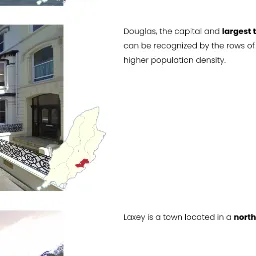 Douglas, the capital and largest t
can be recognized by the rows of
higher population density.
Laxey is a town located in a north